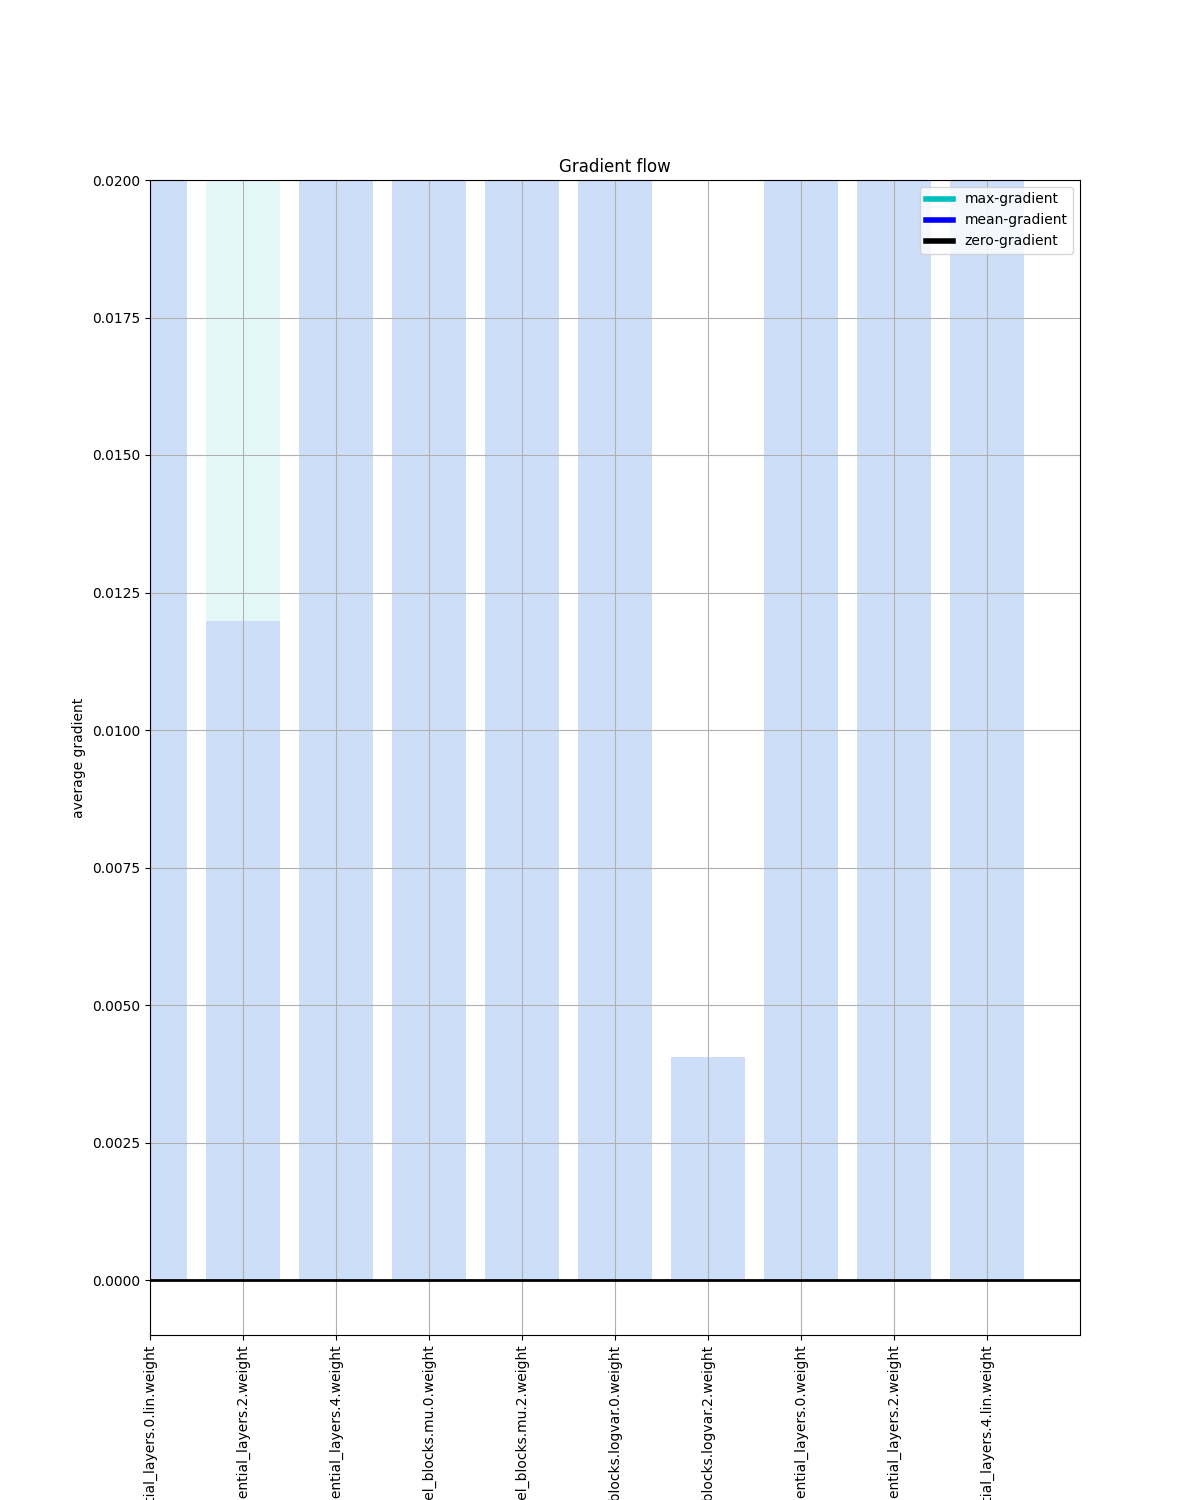 Gradient flow
0.0200
0.0175
0.0150
0.0125
0.0100
0.0075
0.0050
0.0025
0.0000
average gradient
max-gradient
mean-gradient
zero-gradient
tial_layers.0.lin.weight
ential_layers.2.weight
ential_layers.4.weight
el_blocks.mu.0.weight
el_blocks.mu.2.weight
blocks.logvar.0.weight
blocks.logvar.2.weight
ential_layers.0.weight
ential_layers.2.weight
tial_layers.4.lin.weight